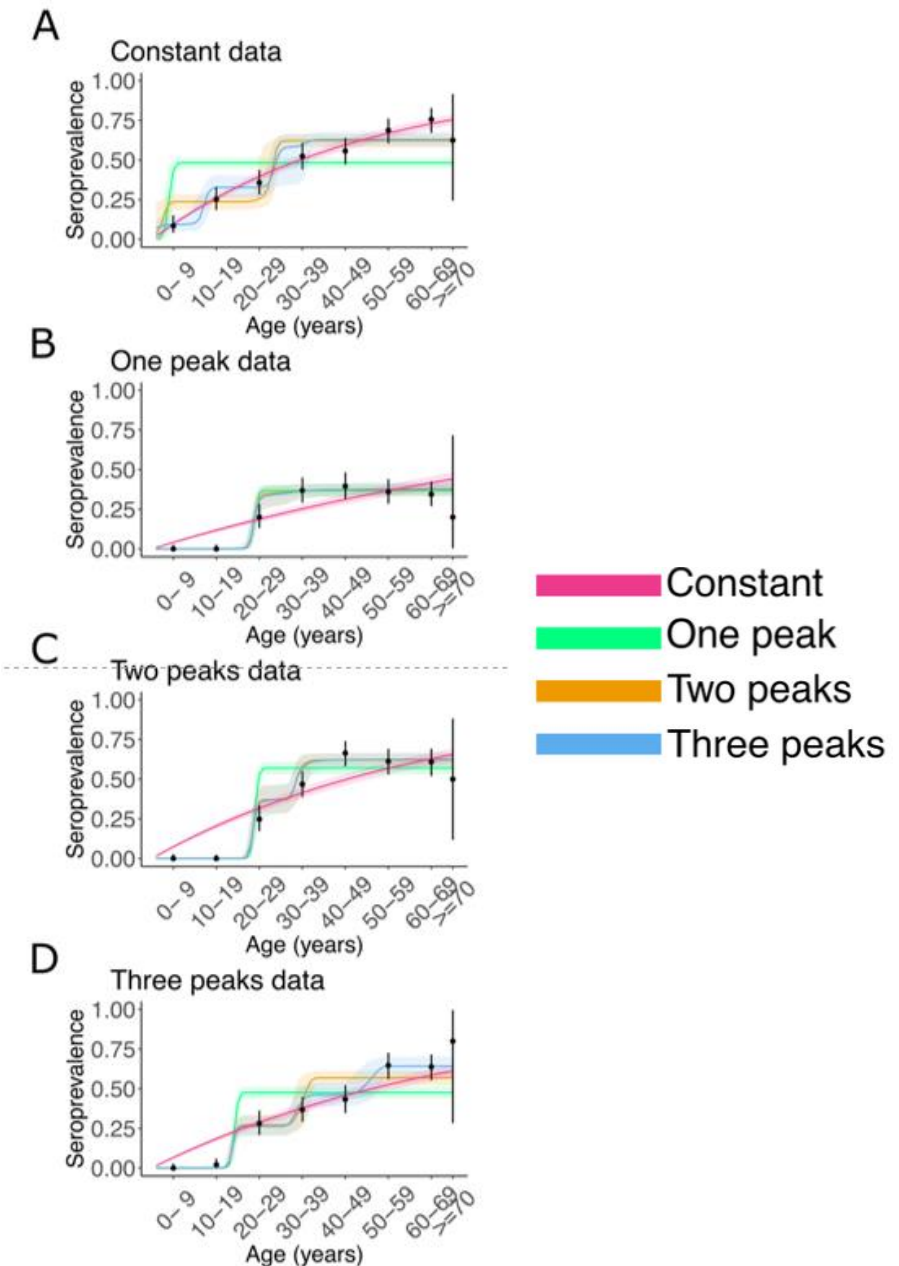 A
Constant data
1.00
0.75
0.50
0.25
0.00
Seroprevalence
0–9
10–19
20–29
30–39
40–49
50–59
60–69
>=70
Age (years)
B
One peak data
1.00
0.75
0.50
0.25
0.00
Seroprevalence
0–9
10–19
20–29
30–39
40–49
50–59
60–69
>=70
Age (years)
Constant
One peak
Two peaks
Three peaks
C
Two peaks data
1.00
0.75
0.50
0.25
0.00
Seroprevalence
0–9
10–19
20–29
30–39
40–49
50–59
60–69
>=70
Age (years)
D
Three peaks data
1.00
0.75
0.50
0.25
0.00
Seroprevalence
0–9
10–19
20–29
30–39
40–49
50–59
60–69
>=70
Age (years)